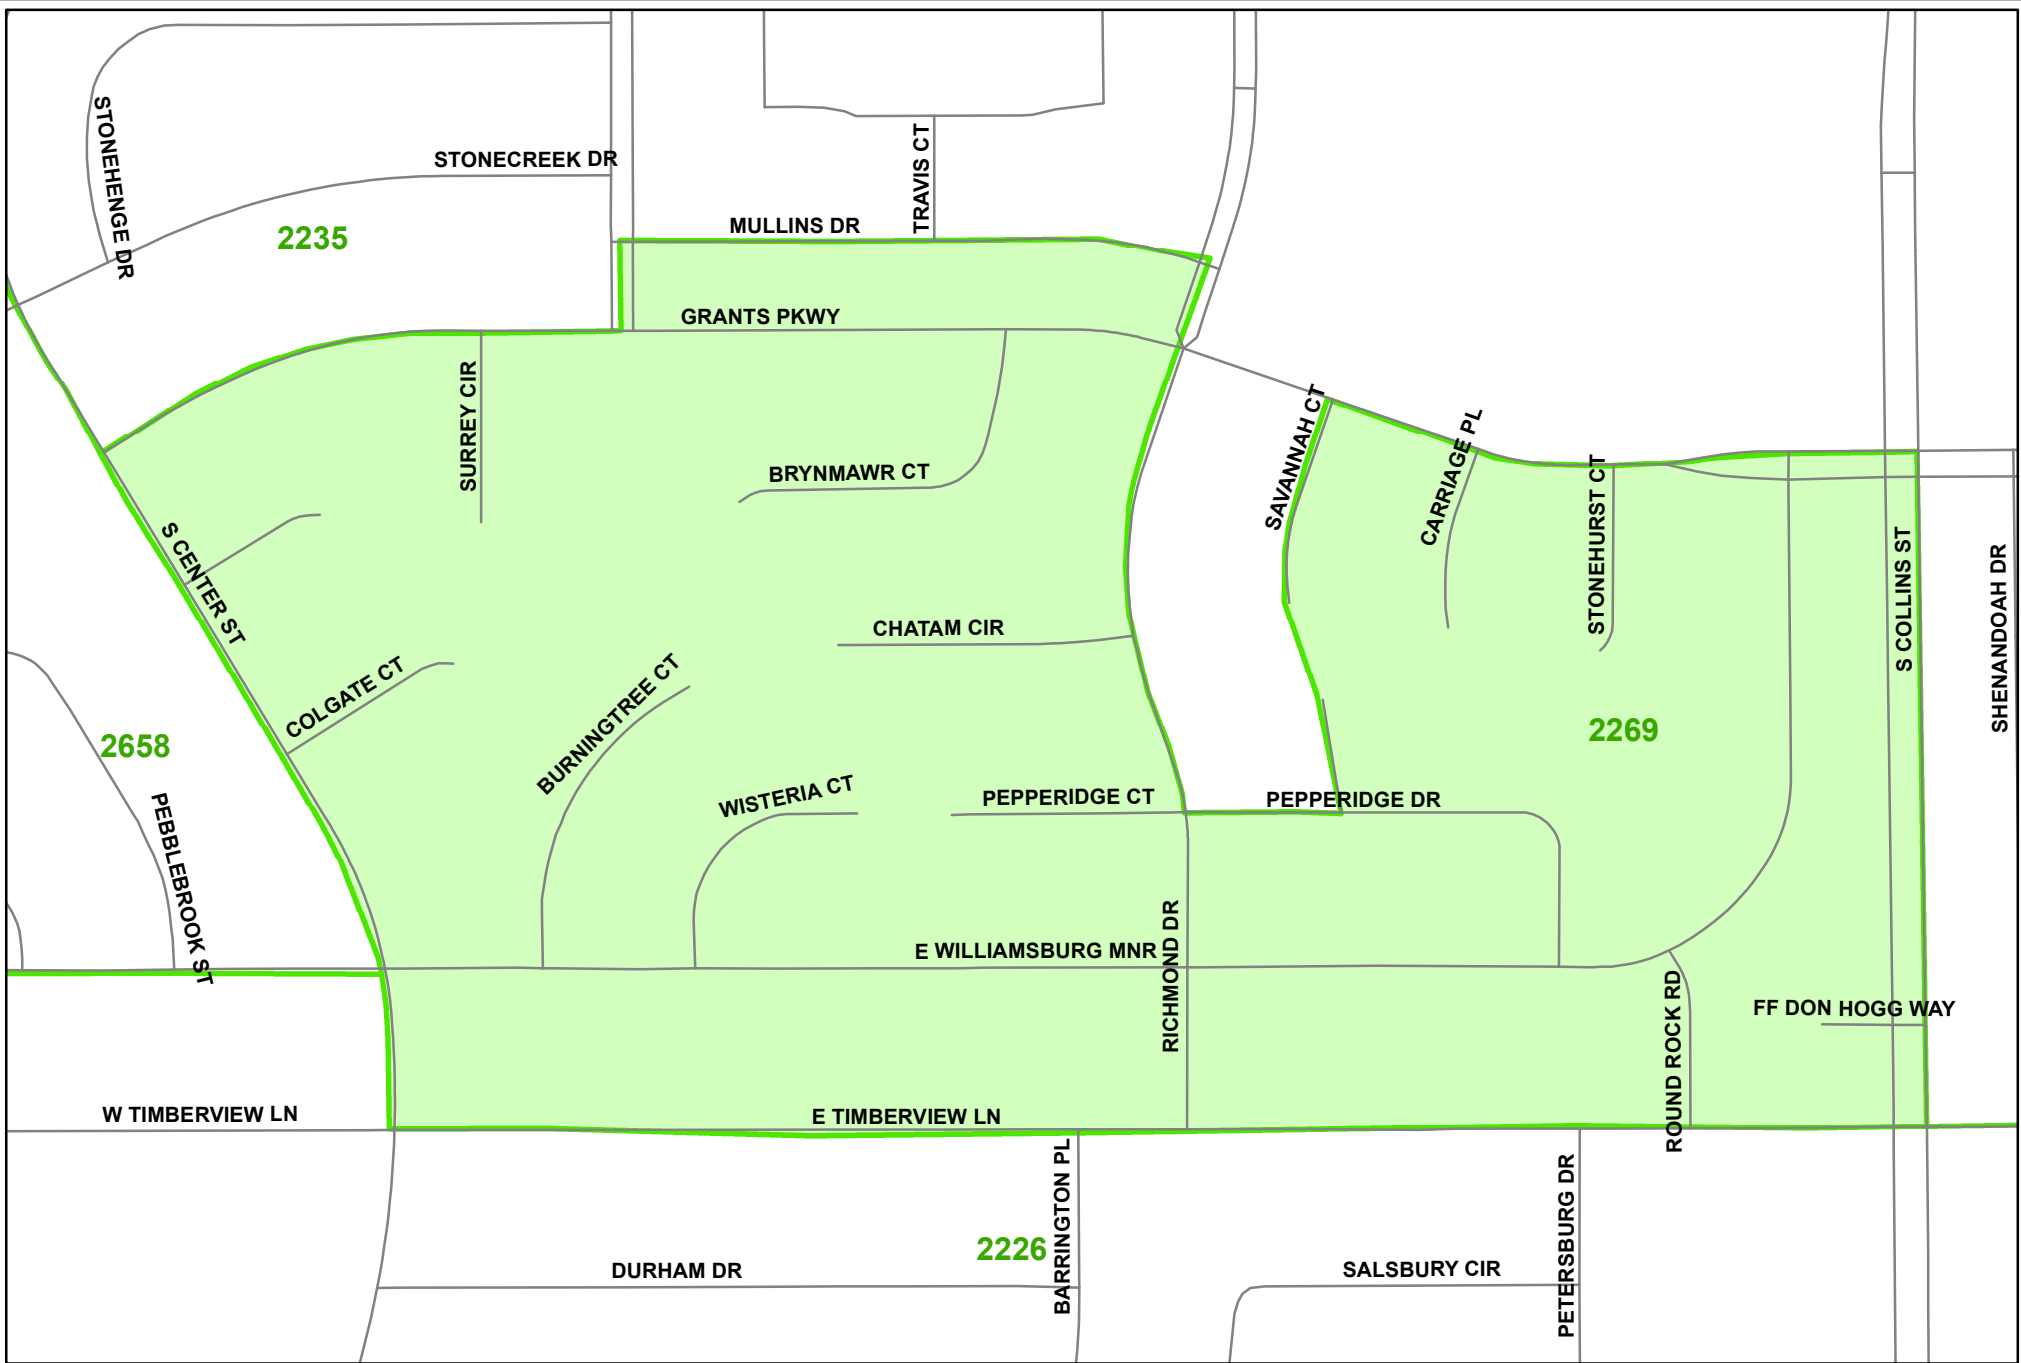 STONEHENGE DR
STONECREEK DR
TRAVIS CT
2235
MULLINS DR
GRANTS PKWY
SURREY CIR
SAVANNAH CT
CARRIAGE PL
BRYNMAWR CT
STONEHURST CT
S CENTER ST
S COLLINS ST
SHENANDOAH DR
CHATAM CIR
COLGATE CT
BURNINGTREE CT
2658
2269
PEBBLEBROOK ST
WISTERIA CT
PEPPERIDGE CT
PEPPERIDGE DR
E WILLIAMSBURG MNR
RICHMOND DR
ROUND ROCK RD
FF DON HOGG WAY
W TIMBERVIEW LN
E TIMBERVIEW LN
BARRINGTON PL
PETERSBURG DR
2226
DURHAM DR
SALSBURY CIR